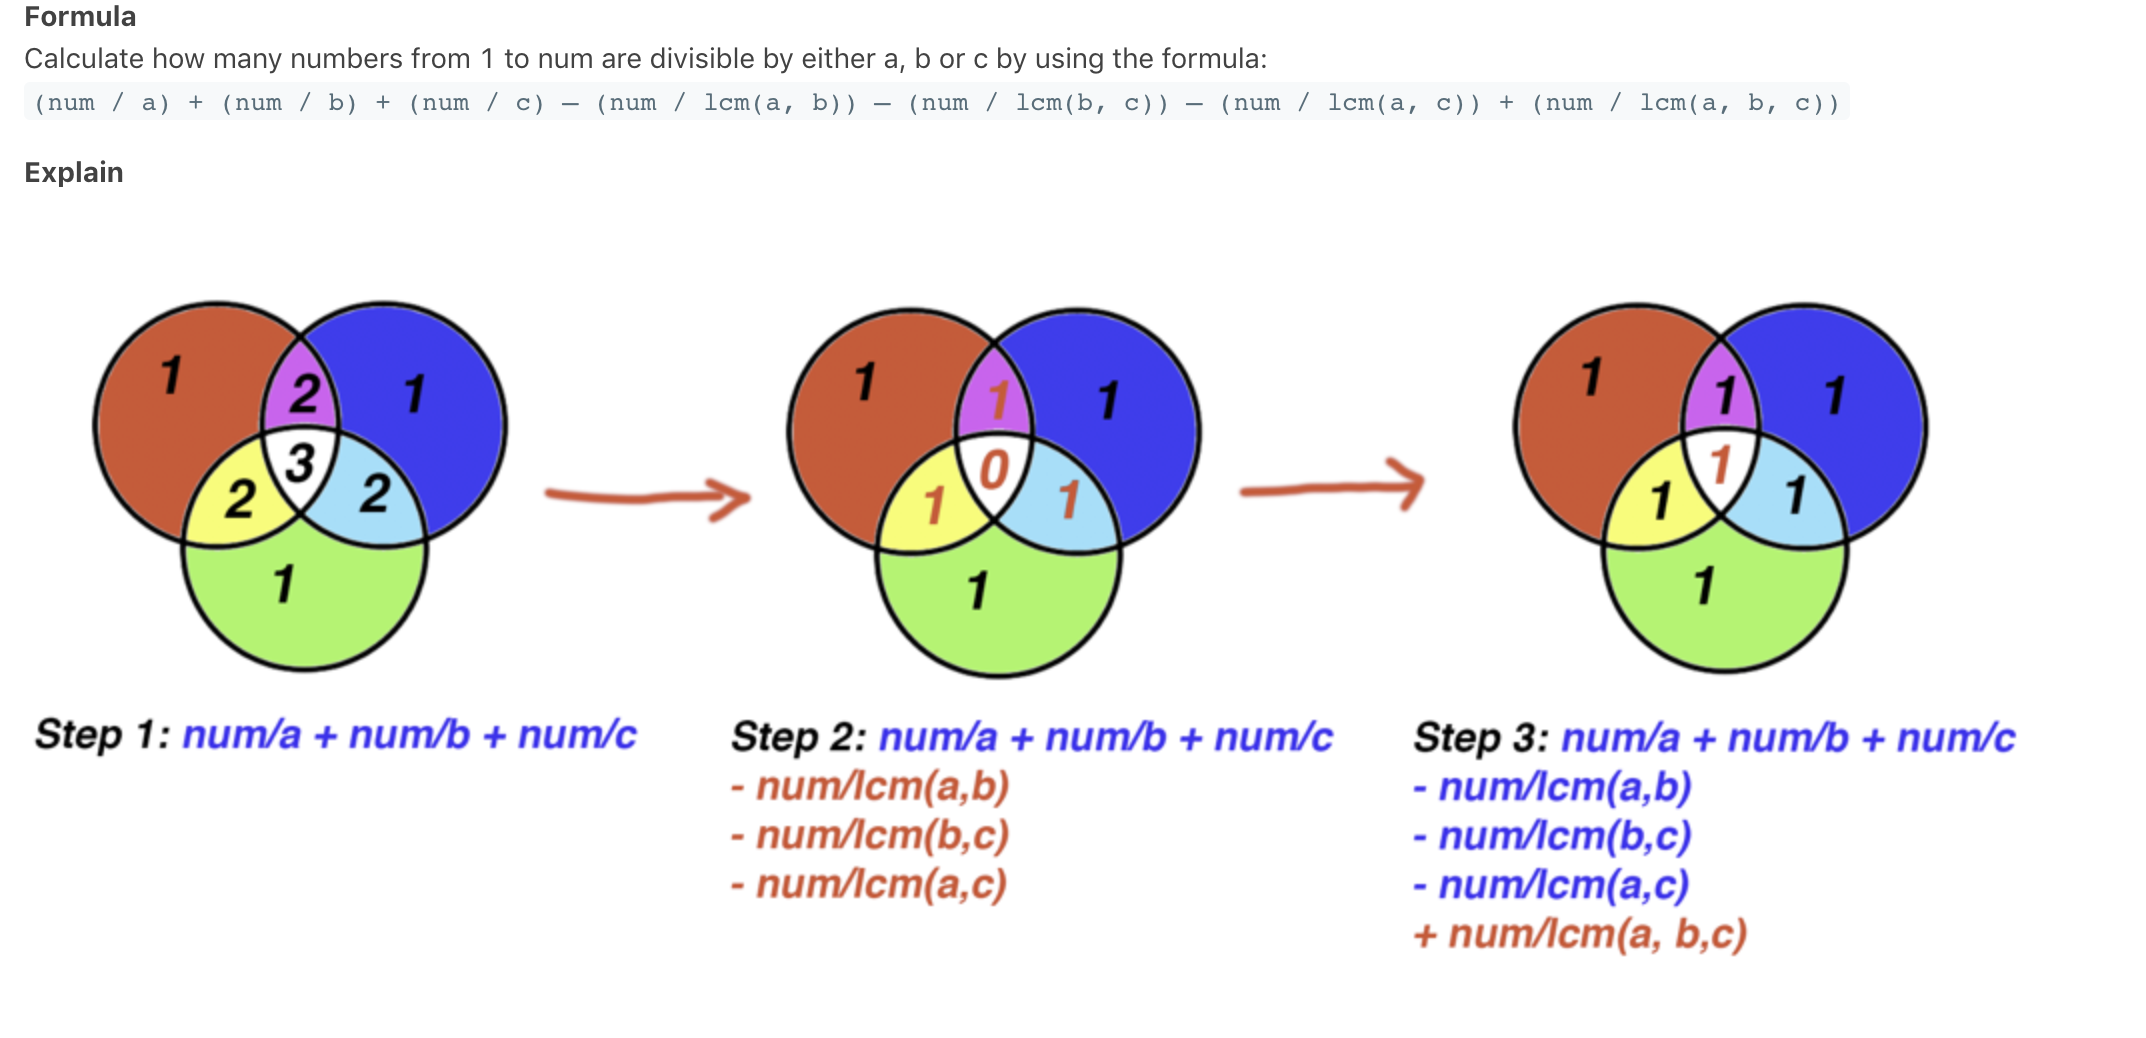 Formula
Calculate how many numbers from 1 to num are divisible by either a, b or c by using the formula:
(num / a) + (num / b) + (num / c) – (num / lcm(a, b)) – (num / lcm(b, c)) – (num / lcm(a, c)) + (num / lcm(a, b, c))
Explain
1 2 1
3
2 2
1
Step 1: num/a + num/b + num/c
1 1 1
0
1 1
1
Step 2: num/a + num/b + num/c
- num/lcm(a,b)
- num/lcm(b,c)
- num/lcm(a,c)
1 1 1
1
1 1
1
Step 3: num/a + num/b + num/c
- num/lcm(a,b)
- num/lcm(b,c)
- num/lcm(a,c)
+ num/lcm(a, b,c)